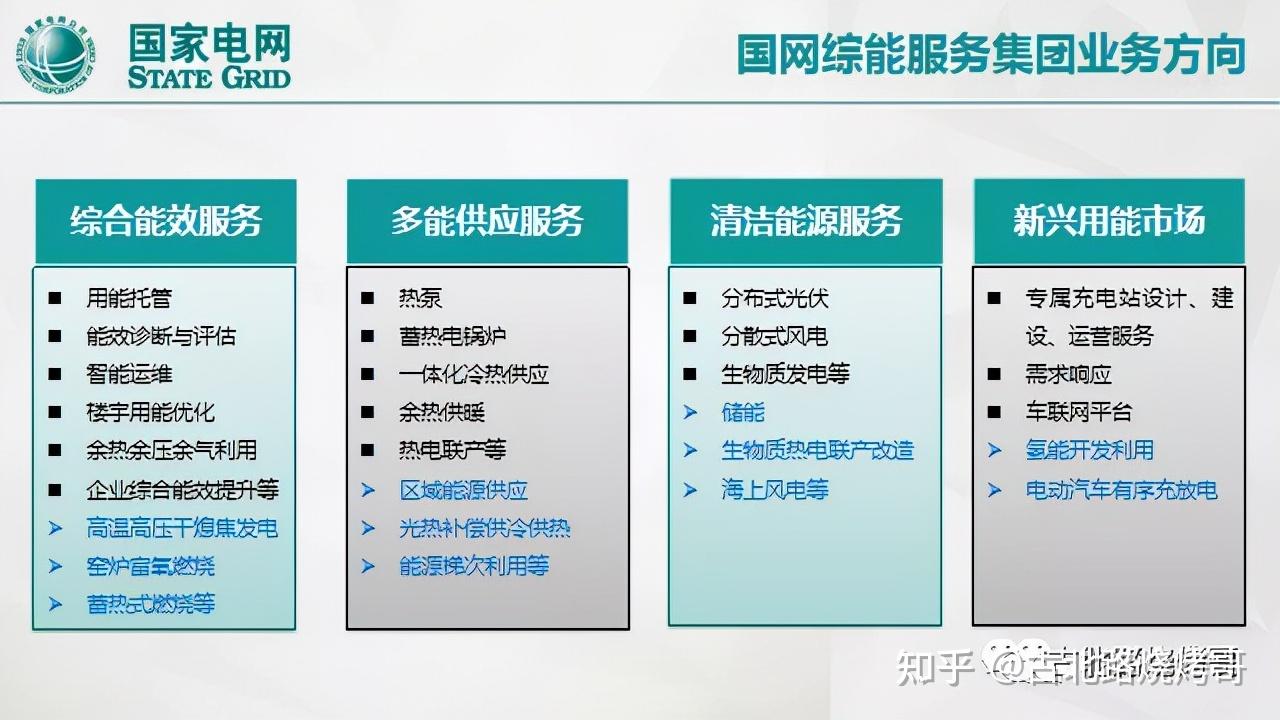 国家电网
STATE GRID
国网综能服务集团业务方向
综合能效服务
用能托管
能效诊断与评估
智能运维
楼宇用能优化
余热余压余气利用
企业综合能效提升等
高温高压干熄焦发电
窑炉富氧燃烧
蓄热式燃烧等
多能供应服务
热泵
蓄热电锅炉
一体化冷热供应
余热供暖
热电联产等
区域能源供应
光热补偿供冷供热
能源梯次利用等
清洁能源服务
分布式光伏
分散式风电
生物质发电等
储能
生物质热电联产改造
海上风电等
新兴用能市场
专属充电站设计、建
设、运营服务
需求响应
车联网平台
氢能开发利用
电动汽车有序充放电
知乎 @古北路烧烤哥